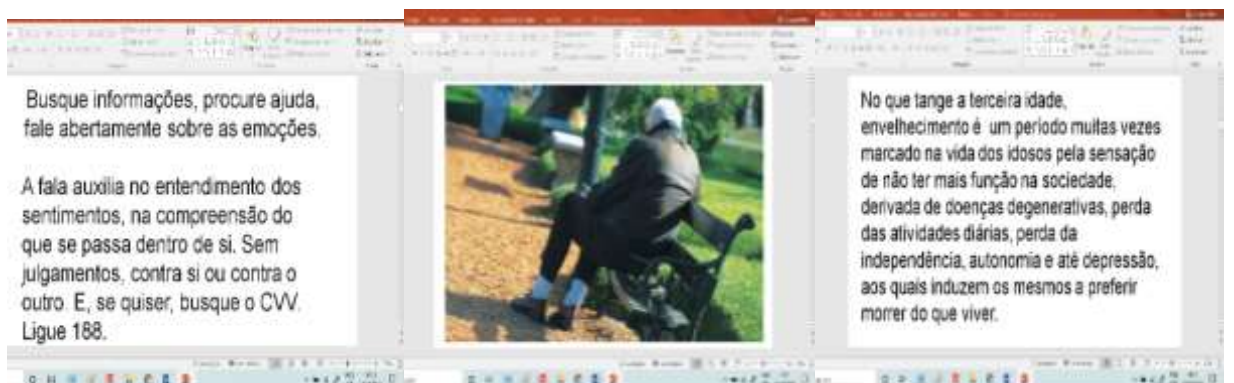 Busque informações, procure ajuda,
fale abertamente sobre as emoções.
A fala auxilia no entendimento dos
sentimentos, na compreensão do
que se passa dentro de si. Sem
julgamentos, contra si ou contra o
outro. E, se quiser, busque o CVV.
Ligue 188.
No que tange a terceira idade,
envelhecimento é um período muitas vezes
marcado na vida dos idosos pela sensação
de não ter mais função na sociedade,
derivada de doenças degenerativas, perda
das atividades diárias, perda da
independência, autonomia e até depressão,
aos quais induzem os mesmos a preferir
morrer do que viver.